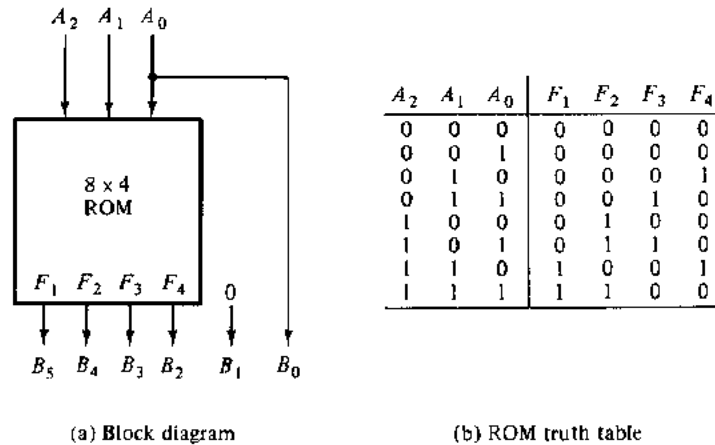 A₂ A₁ A₀
8 × 4
ROM
F₁ F₂ F₃ F₄ 0
B₅ B₄ B₃ B₂ B₁ B₀
(a) Block diagram
A₂ A₁ A₀ F₁ F₂ F₃ F₄
0 0 0 0 0 0 0
0 0 1 0 0 0 0
0 1 0 0 0 0 1
0 1 1 0 0 1 0
1 0 0 0 1 0 0
1 0 1 0 1 1 0
1 1 0 1 0 0 1
1 1 1 1 1 0 0
(b) ROM truth table